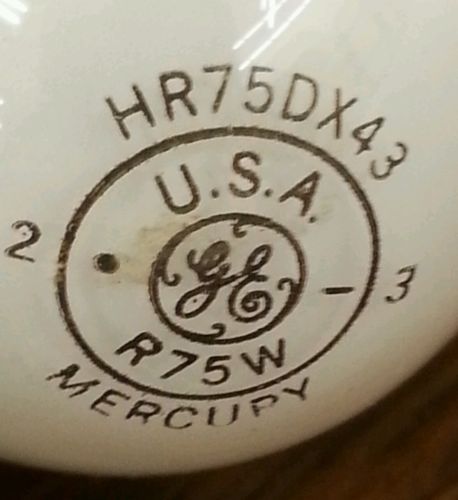 HR75DX43
U.S.A.
2
GE
- 3
R75W
MERCURY